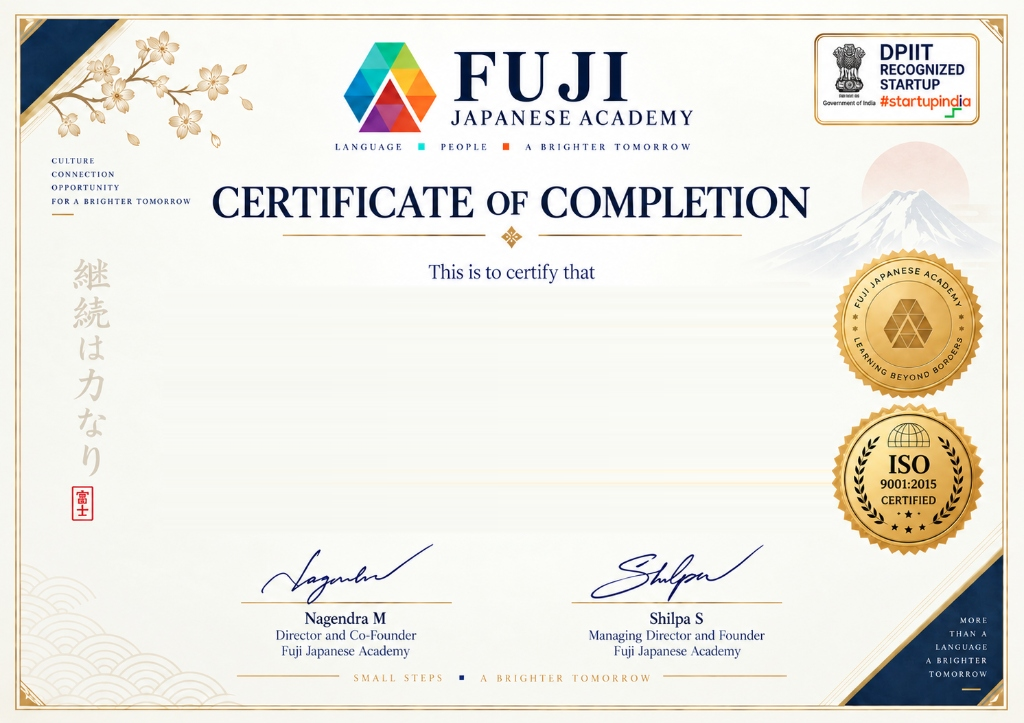 FUJI
JAPANESE ACADEMY
LANGUAGE PEOPLE A BRIGHTER TOMORROW
DPIIT
RECOGNIZED
STARTUP
#startupindia
Government of India
CULTURE
CONNECTION
OPPORTUNITY
FOR A BRIGHTER TOMORROW
CERTIFICATE OF COMPLETION
This is to certify that
継続は力なり
富士
FUJI JAPANESE ACADEMY
LEARNING BEYOND BORDERS
ISO
9001:2015
CERTIFIED
Nagendra M
Director and Co-Founder
Fuji Japanese Academy
Shilpa
Shilpa S
Managing Director and Founder
Fuji Japanese Academy
SMALL STEPS A BRIGHTER TOMORROW
MORE
THAN A
LANGUAGE
A BRIGHTER
TOMORROW